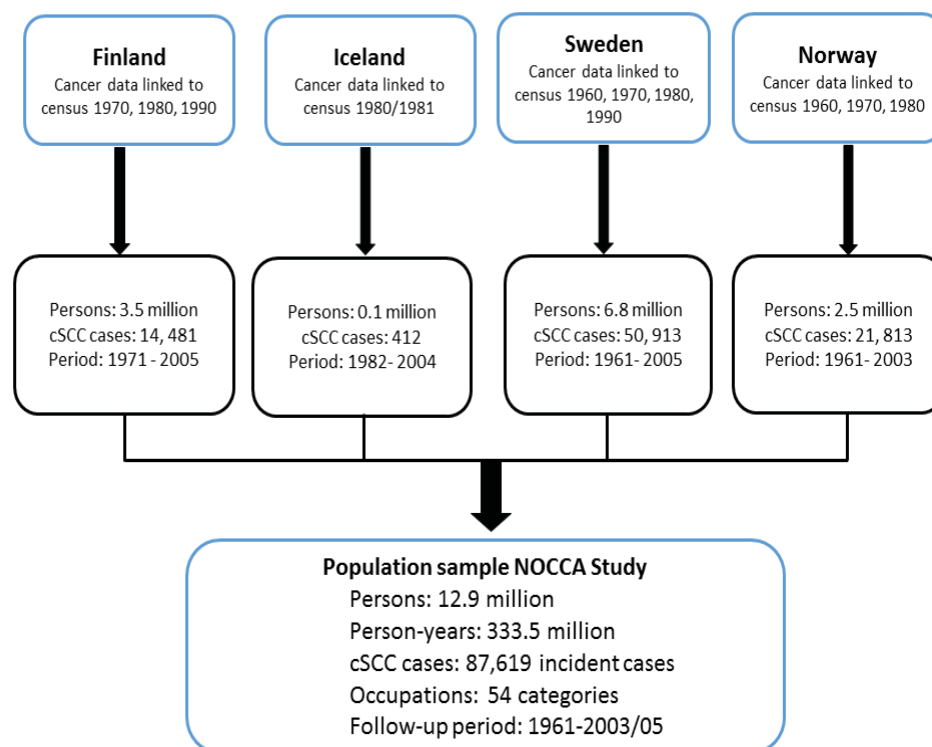 Finland
Cancer data linked to
census 1970, 1980, 1990
Iceland
Cancer data linked to
census 1980/1981
Sweden
Cancer data linked to
census 1960, 1970, 1980,
1990
Norway
Cancer data linked to
census 1960, 1970, 1980
Persons: 3.5 million
cSCC cases: 14, 481
Period: 1971 - 2005
Persons: 0.1 million
cSCC cases: 412
Period: 1982- 2004
Persons: 6.8 million
cSCC cases: 50, 913
Period: 1961- 2005
Persons: 2.5 million
cSCC cases: 21, 813
Period: 1961- 2003
Population sample NOCCA Study
Persons: 12.9 million
Person-years: 333.5 million
cSCC cases: 87,619 incident cases
Occupations: 54 categories
Follow-up period: 1961-2003/05